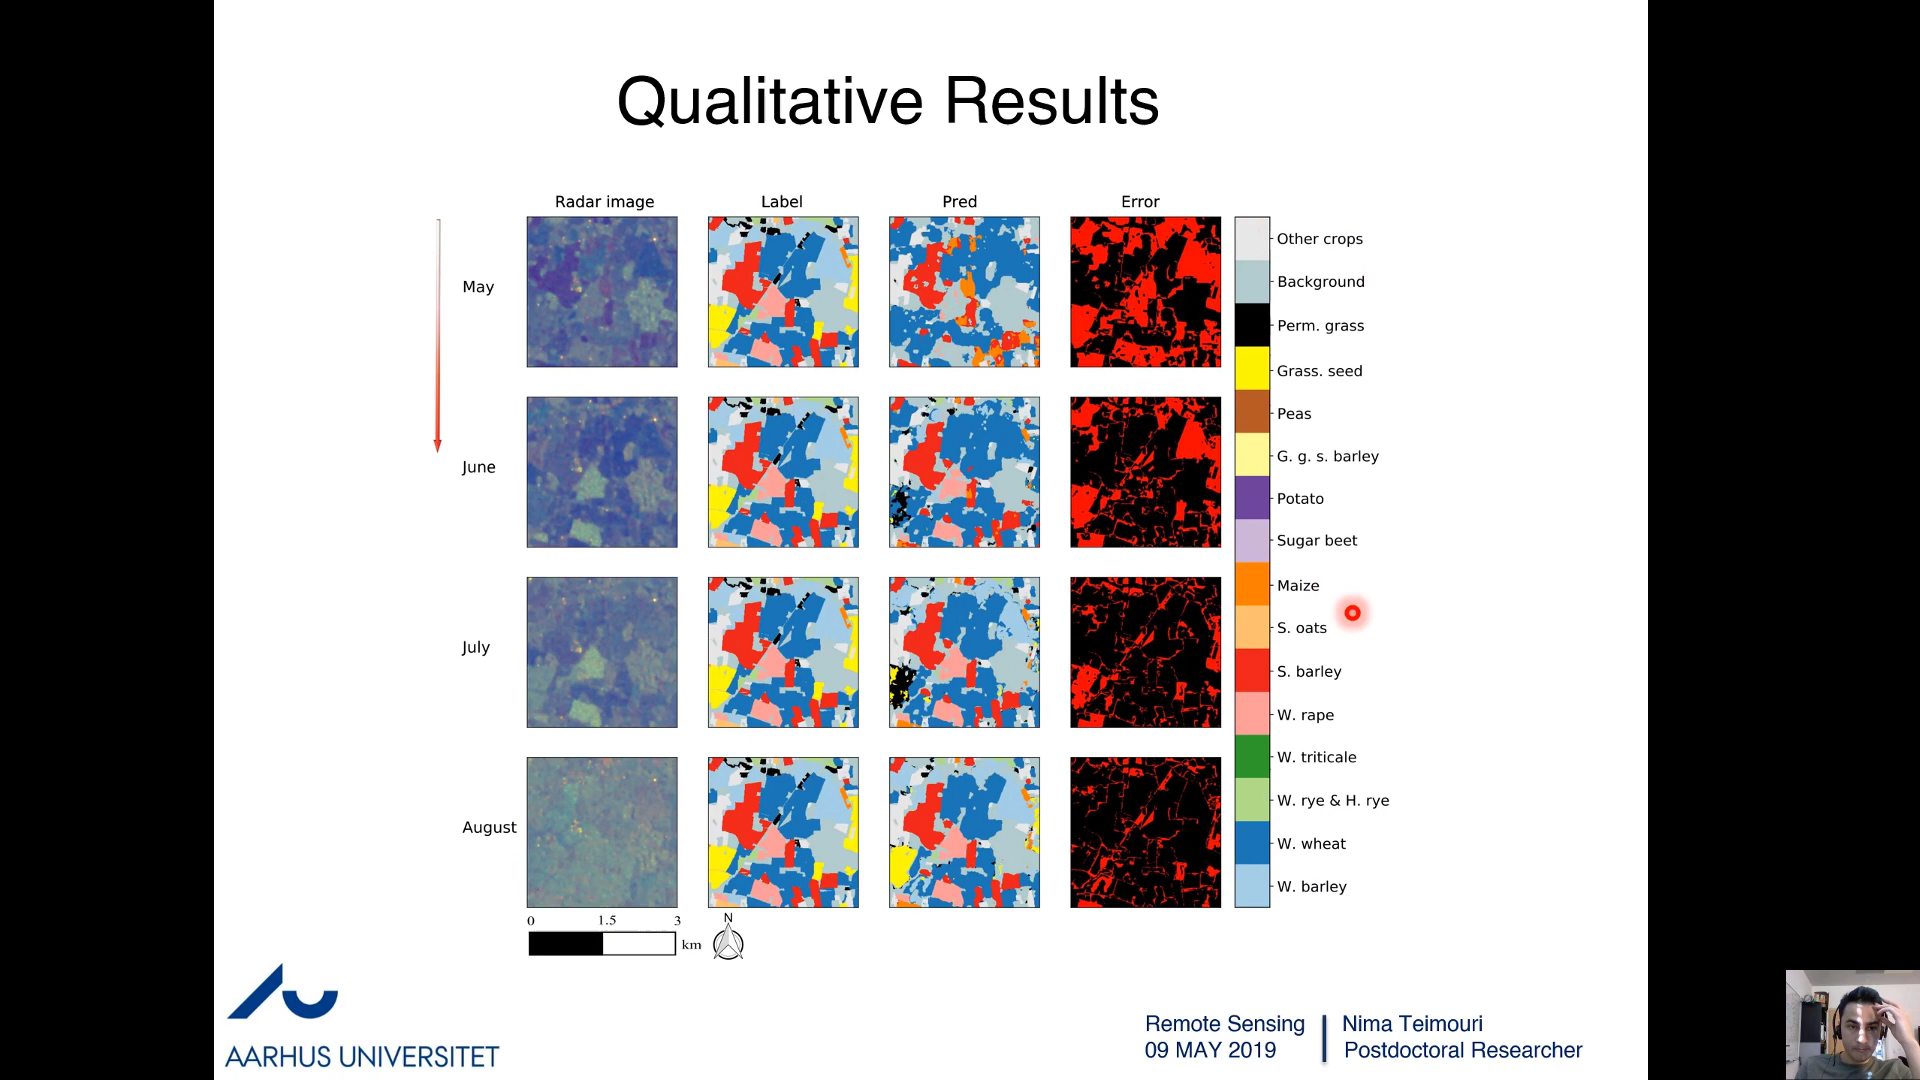 Qualitative Results
Radar image
Label
Pred
Error
May
June
July
August
Other crops
Background
Perm. grass
Grass. seed
Peas
G. g. s. barley
Potato
Sugar beet
Maize
S. oats
S. barley
W. rape
W. triticale
W. rye & H. rye
W. wheat
W. barley
0 1.5 3
km
N
AARHUS UNIVERSITET
Remote Sensing
09 MAY 2019
Nima Teimouri
Postdoctoral Researcher